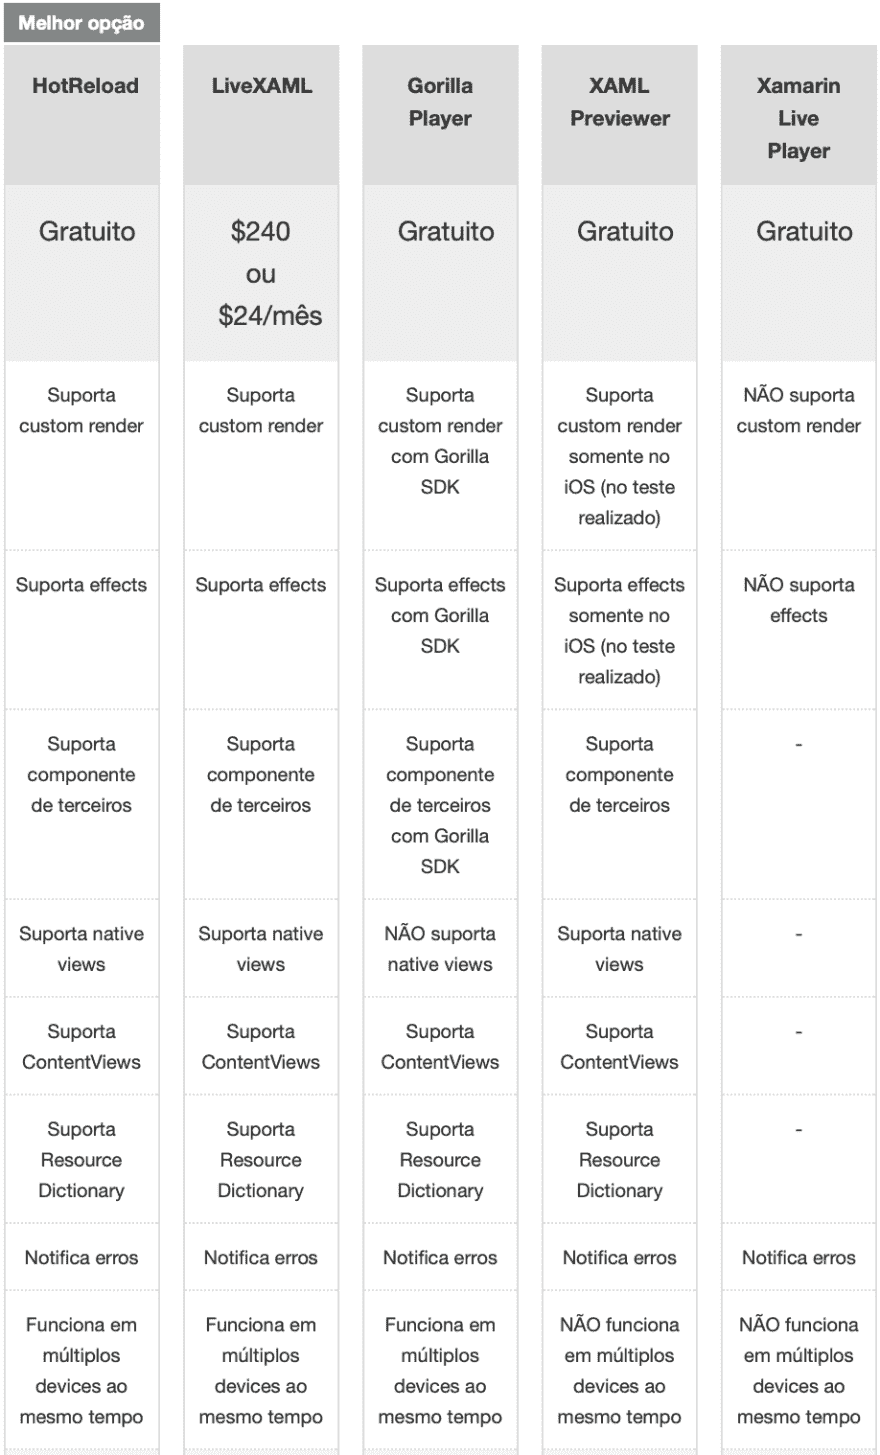 Melhor opção
HotReload
Gratuito
Suporta
custom render
Suporta effects
Suporta
componente
de terceiros
Suporta native
views
Suporta
ContentViews
Suporta
Resource
Dictionary
Notifica erros
Funciona em
múltiplos
devices ao
mesmo tempo
LiveXAML
$240
ou
$24/mês
Suporta
custom render
Suporta effects
Suporta
componente
de terceiros
Suporta native
views
Suporta
ContentViews
Suporta
Resource
Dictionary
Notifica erros
Funciona em
múltiplos
devices ao
mesmo tempo
Gorilla
Player
Gratuito
Suporta
custom render
com Gorilla
SDK
Suporta effects
com Gorilla
SDK
Suporta
componente
de terceiros
com Gorilla
SDK
NÃO suporta
native views
Suporta
ContentViews
Suporta
Resource
Dictionary
Notifica erros
Funciona em
múltiplos
devices ao
mesmo tempo
XAML
Previewer
Gratuito
Suporta
custom render
somente no
iOS (no teste
realizado)
Suporta effects
somente no
iOS (no teste
realizado)
Suporta
componente
de terceiros
Suporta native
views
Suporta
ContentViews
Suporta
Resource
Dictionary
Notifica erros
NÃO funciona
em múltiplos
devices ao
mesmo tempo
Xamarin
Live
Player
Gratuito
NÃO suporta
custom render
NÃO suporta
effects
-
-
-
-
Notifica erros
NÃO funciona
em múltiplos
devices ao
mesmo tempo